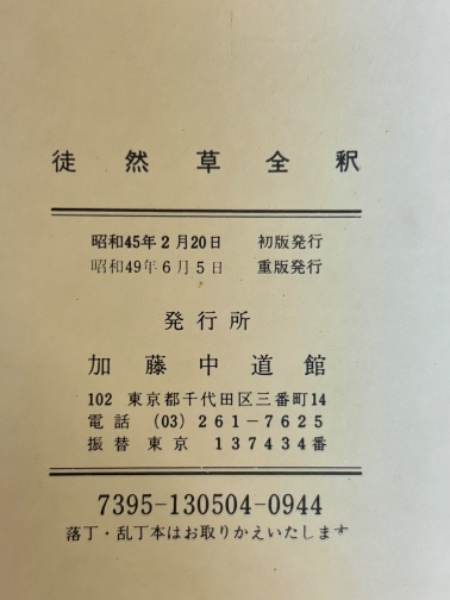 徒然草全釈
昭和45年2月20日 初版発行
昭和49年6月5日 重版発行
発行所
加藤中道館
102 東京都千代田区三番町14
電話 (03) 261-7625
振替 東京 137434番
7395-130504-0944
落丁・乱丁本はお取りかえいたします